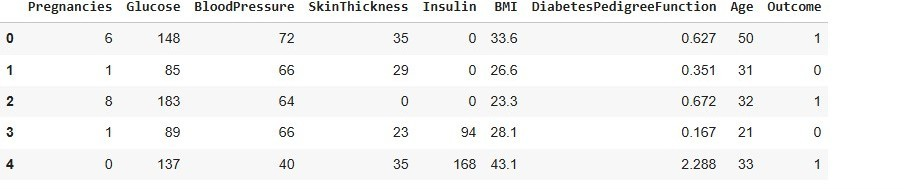 Pregnancies Glucose BloodPressure SkinThickness Insulin BMI DiabetesPedigreeFunction Age Outcome
0 6 148 72 35 0 33.6 0.627 50 1
1 1 85 66 29 0 26.6 0.351 31 0
2 8 183 64 0 0 23.3 0.672 32 1
3 1 89 66 23 94 28.1 0.167 21 0
4 0 137 40 35 168 43.1 2.288 33 1